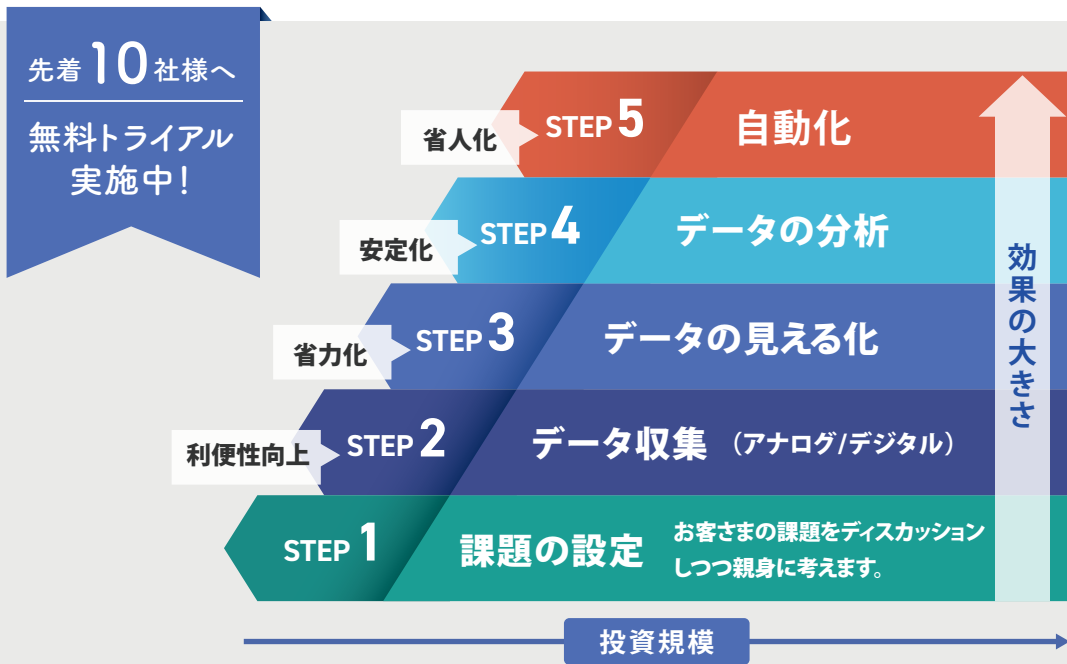 先着10社様へ
無料トライアル
実施中!
省人化
STEP 5
自動化
安定化
STEP 4
データの分析
省力化
STEP 3
データの見える化
利便性向上
STEP 2
データ収集 (アナログ/デジタル)
STEP 1
課題の設定
お客さまの課題をディスカッション
しつつ親身に考えます。
効果の大きさ
投資規模